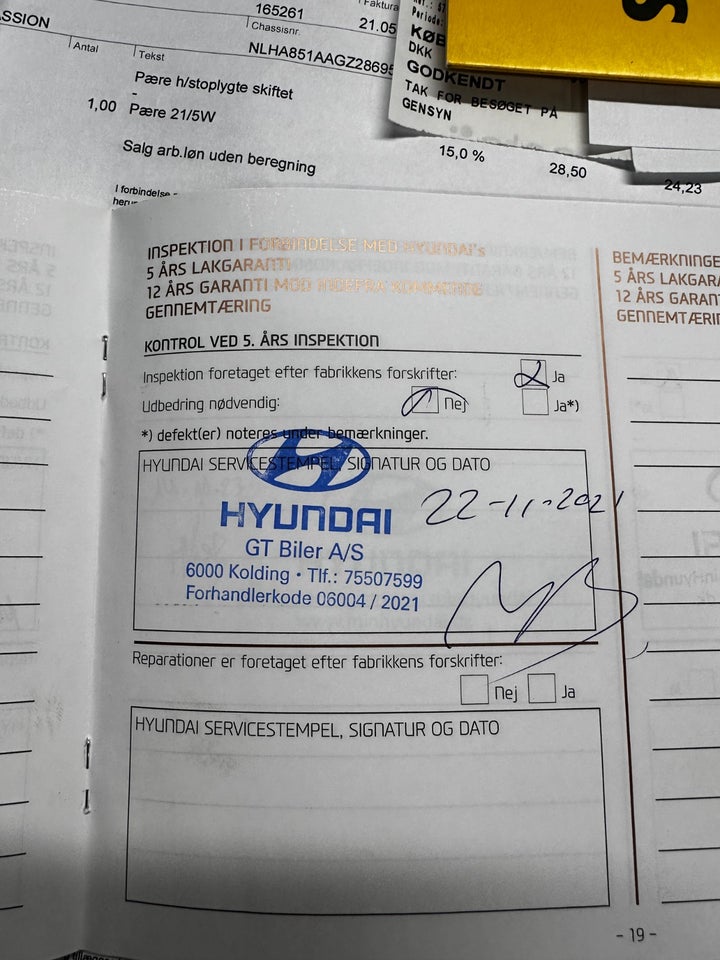 ASSION
165261
Faktura
Chassisnr.
21.05
Antal
Tekst
NLHA851AAGZ28695
Pære h/stoplygte skiftet
-
1,00 Pære 21/5W
Salg arb.løn uden beregning
15,0 %
28,50
24,23
I forbindelse
Periode:
KØB
DKK
GODKENDT
TAK FOR BESØGET PÅ
GENSYN
S
INSPEKTION I FORBINDELSE MED HYUNDAI's
5 ÅRS LAKGARANTI
12 ÅRS GARANTI MOD INDEFRA KOMMENDE
GENNEMTÆRING
KONTROL VED 5. ÅRS INSPEKTION
Inspektion foretaget efter fabrikkens forskrifter: Ja
Udbedring nødvendig: Nej Ja*)
*) defekt(er) noteres under bemærkninger.
HYUNDAI SERVICESTEMPEL, SIGNATUR OG DATO
22-11-2021
HYUNDAI
GT Biler A/S
6000 Kolding • Tlf.: 75507599
Forhandlerkode 06004 / 2021
Reparationer er foretaget efter fabrikkens forskrifter:
Nej Ja
HYUNDAI SERVICESTEMPEL, SIGNATUR OG DATO
- 19 -
BEMÆRKNINGE
5 ÅRS LAKGARA
12 ÅRS GARANT
GENNEMTÆRIN